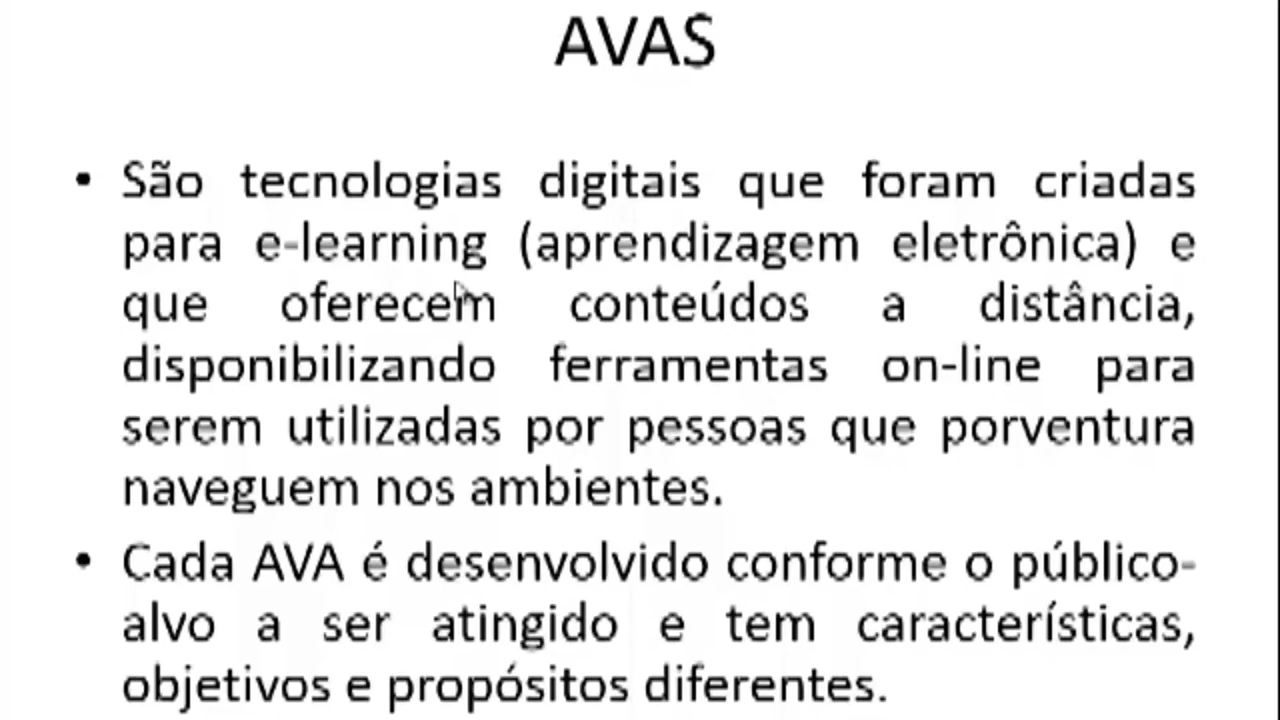 AVAS
• São tecnologias digitais que foram criadas
para e-learning (aprendizagem eletrônica) e
que oferecem conteúdos a distância,
disponibilizando ferramentas on-line para
serem utilizadas por pessoas que porventura
naveguem nos ambientes.
• Cada AVA é desenvolvido conforme o público-
alvo a ser atingido e tem características,
objetivos e propósitos diferentes.